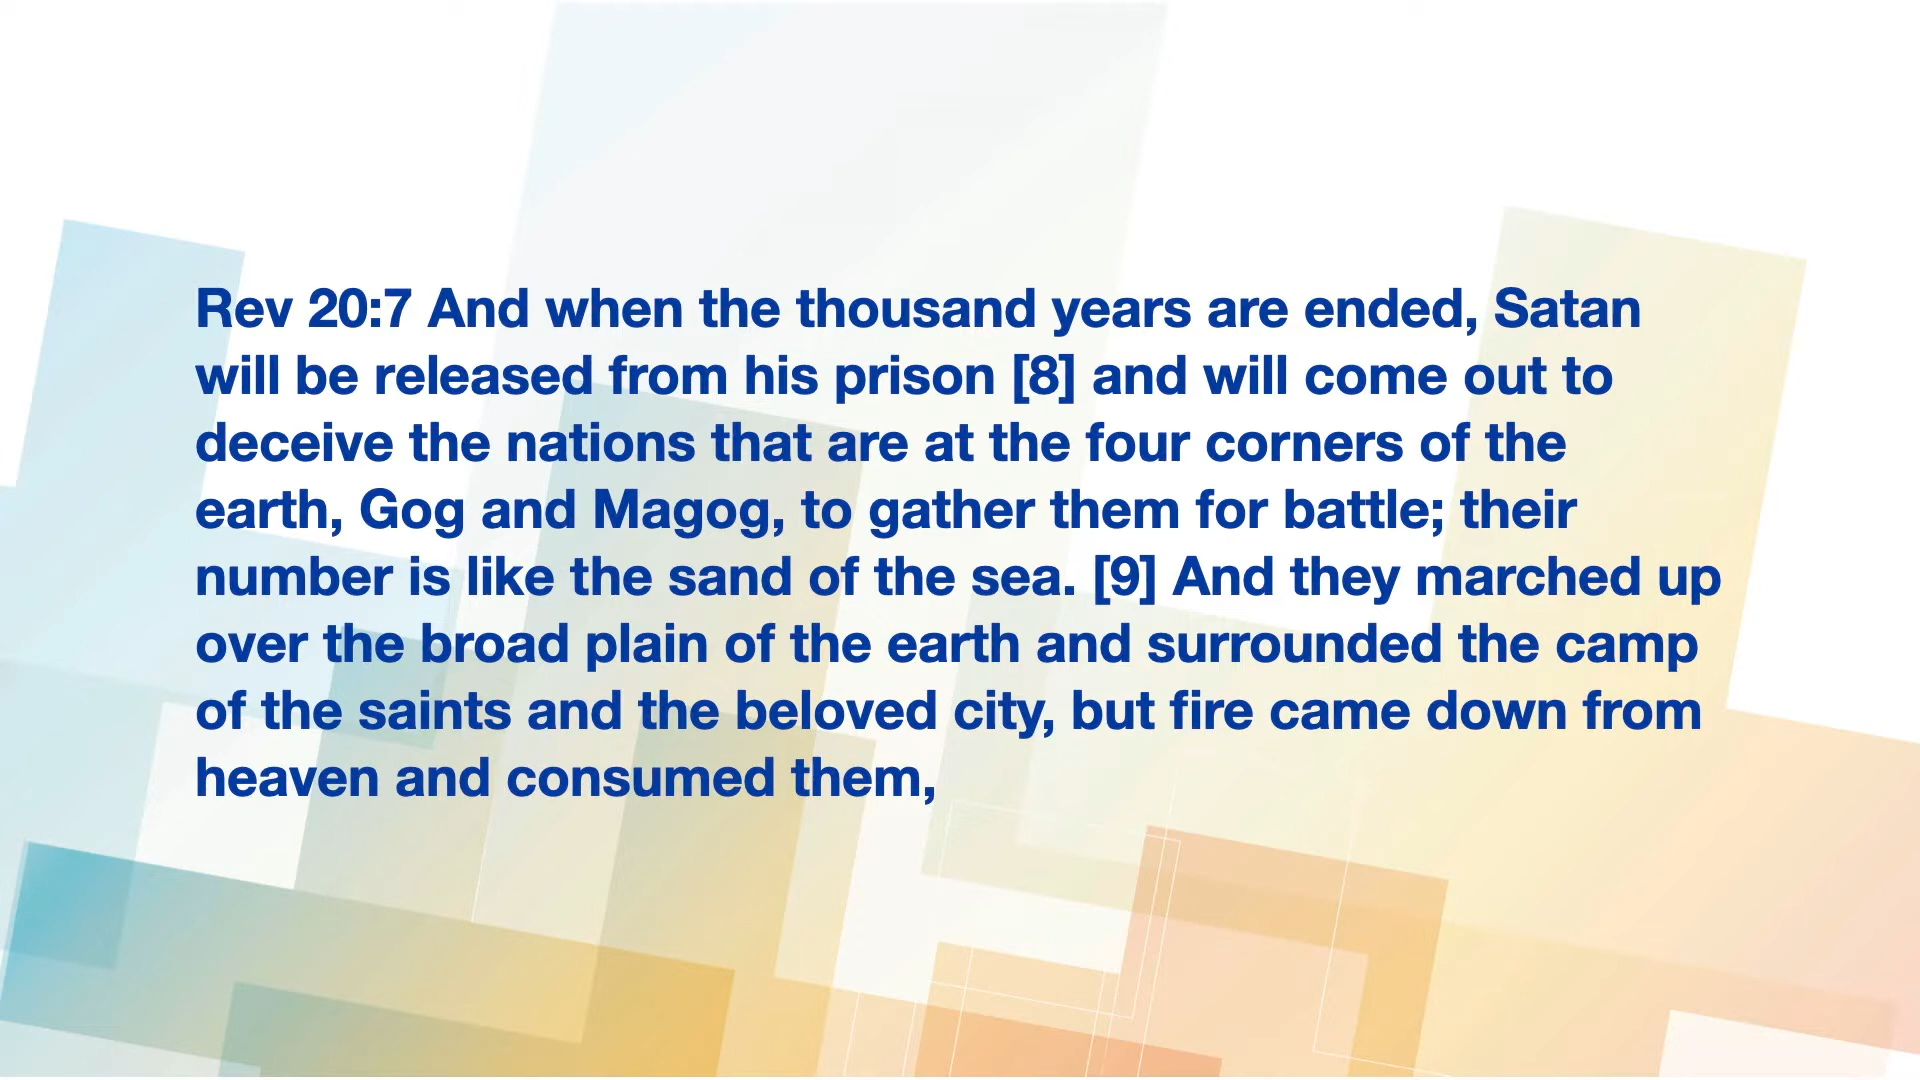 Rev 20:7 And when the thousand years are ended, Satan
will be released from his prison [8] and will come out to
deceive the nations that are at the four corners of the
earth, Gog and Magog, to gather them for battle; their
number is like the sand of the sea. [9] And they marched up
over the broad plain of the earth and surrounded the camp
of the saints and the beloved city, but fire came down from
heaven and consumed them,